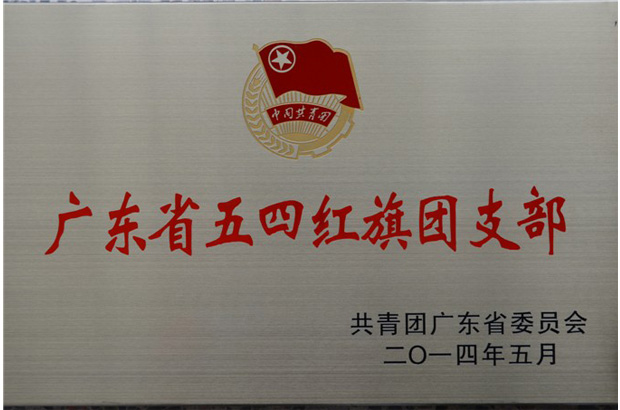 中国共青团
广东省五四红旗团支部
共青团广东省委员会
二〇一四年五月